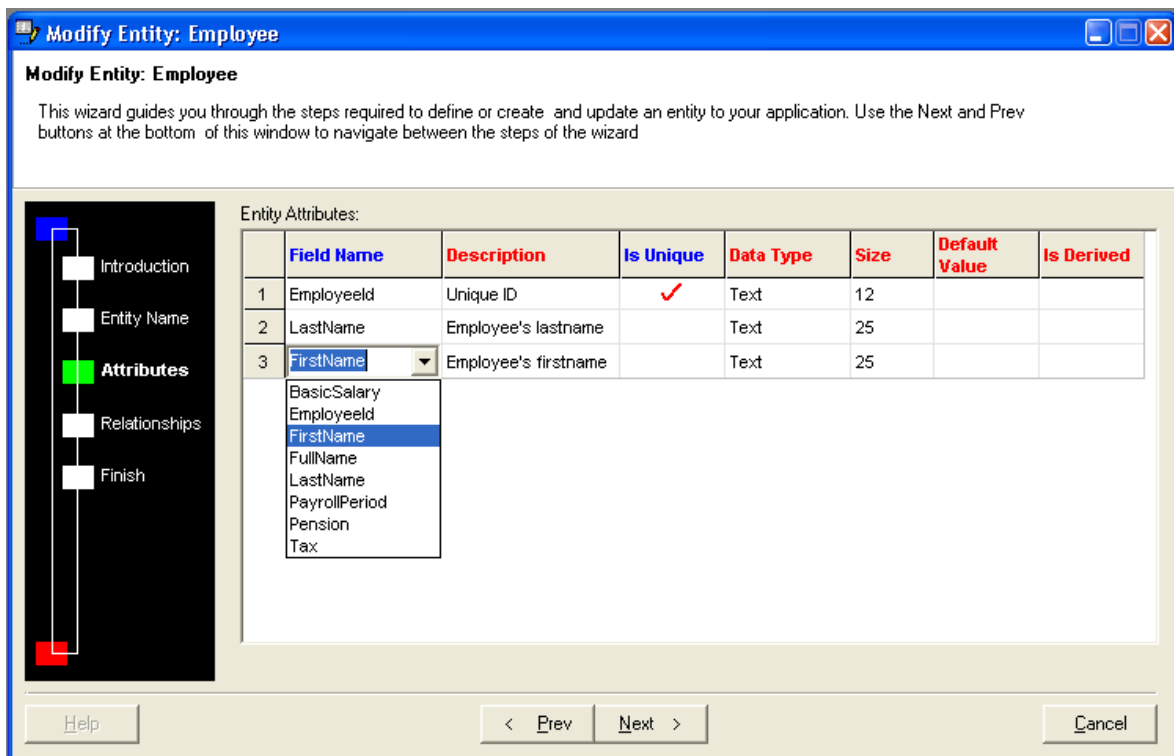 Modify Entity: Employee
Modify Entity: Employee
This wizard guides you through the steps required to define or create and update an entity to your application. Use the Next and Prev
buttons at the bottom of this window to navigate between the steps of the wizard
Introduction
Entity Name
Attributes
Relationships
Finish
Entity Attributes:
Field Name Description Is Unique Data Type Size Default Value Is Derived
1 EmployeeId Unique ID Text 12
2 LastName Employee's lastname Text 25
3 FirstName Employee's firstname Text 25
BasicSalary
EmployeeId
FirstName
FullName
LastName
PayrollPeriod
Pension
Tax
Help
< Prev
Next >
Cancel